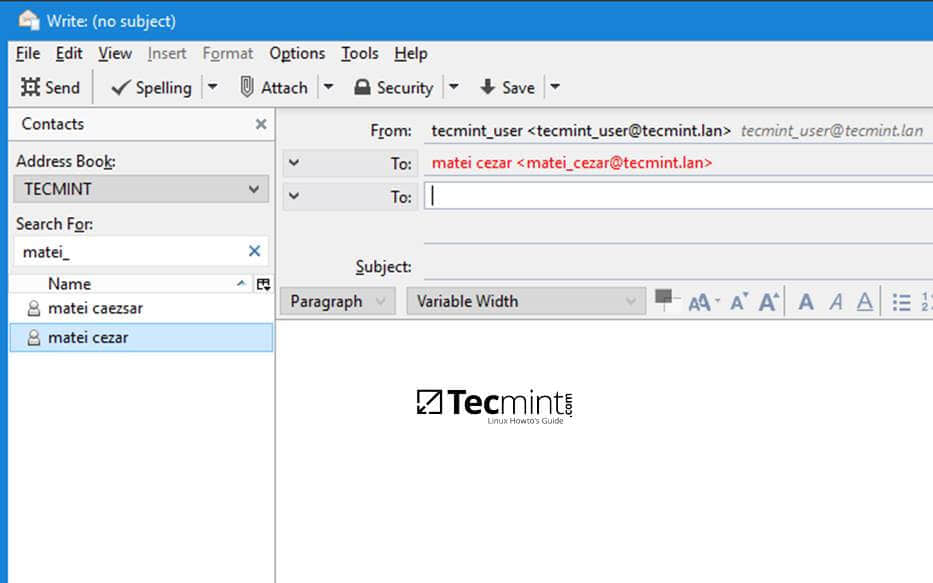 Write: (no subject)
File Edit View Insert Format Options Tools Help
Send Spelling Attach Security Save
Contacts
From: tecmint_user <tecmint_user@tecmint.lan> tecmint_user@tecmint.lan
Address Book:
To: matei cezar <matei_cezar@tecmint.lan>
TECMINT
To:
Search For:
matei_
Subject:
Name
Paragraph Variable Width
matei caezsar
matei cezar
Tecmint.com
Linux Howto's Guide